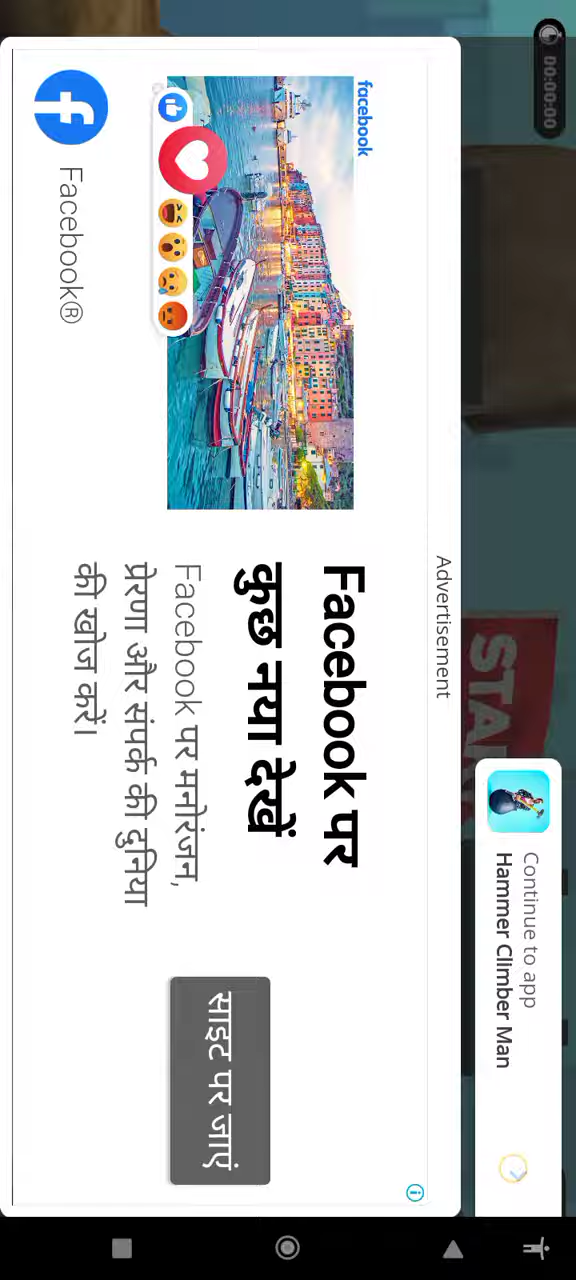 00:00:00
Continue to app
Hammer Climber Man
Advertisement
facebook
Facebook पर
कुछ नया देखें
Facebook पर मनोरंजन,
प्रेरणा और संपर्क की दुनिया
की खोज करें।
साइट पर जाएं
Facebook®